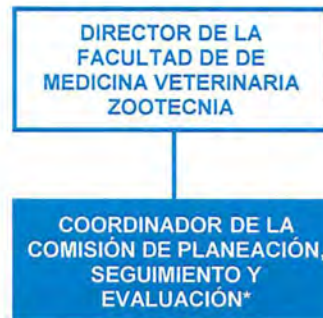 DIRECTOR DE LA
FACULTAD DE DE
MEDICINA VETERINARIA
ZOOTECNIA
COORDINADOR DE LA
COMISIÓN DE PLANEACIÓN,
SEGUIMIENTO Y
EVALUACIÓN*